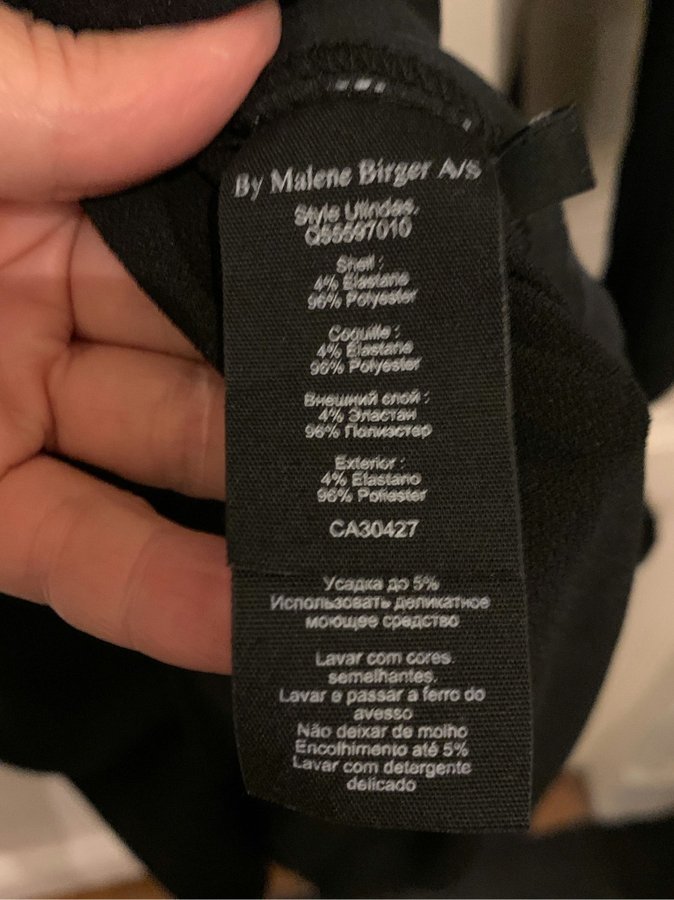 By Malene Birger A/S
Style Ulindas.
Q55597010
Shell :
4% Elastane
96% Polyester
Coquille :
4% Elastane
96% Polyester
Внешний слой :
4% Эластан
96% Полиэстер
Exterior :
4% Elastano
96% Poliester
CA30427
Усадка до 5%
Использовать деликатное
моющее средство
Lavar com cores
semelhantes.
Lavar e passar a ferro do
avesso
Não deixar de molho
Encolhimento até 5%
Lavar com detergente
delicado